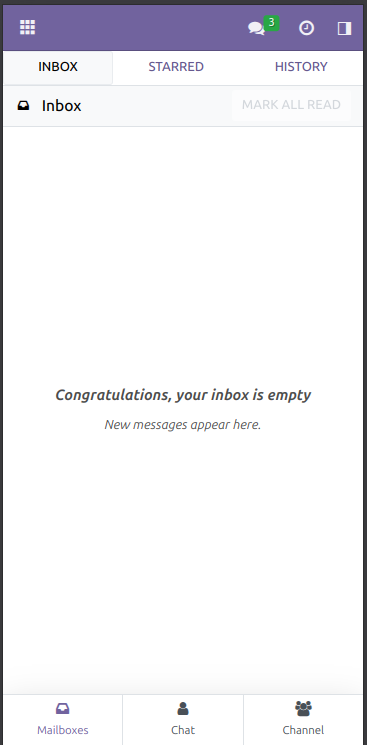 3
INBOX STARRED HISTORY
Inbox MARK ALL READ
Congratulations, your inbox is empty
New messages appear here.
Mailboxes Chat Channel